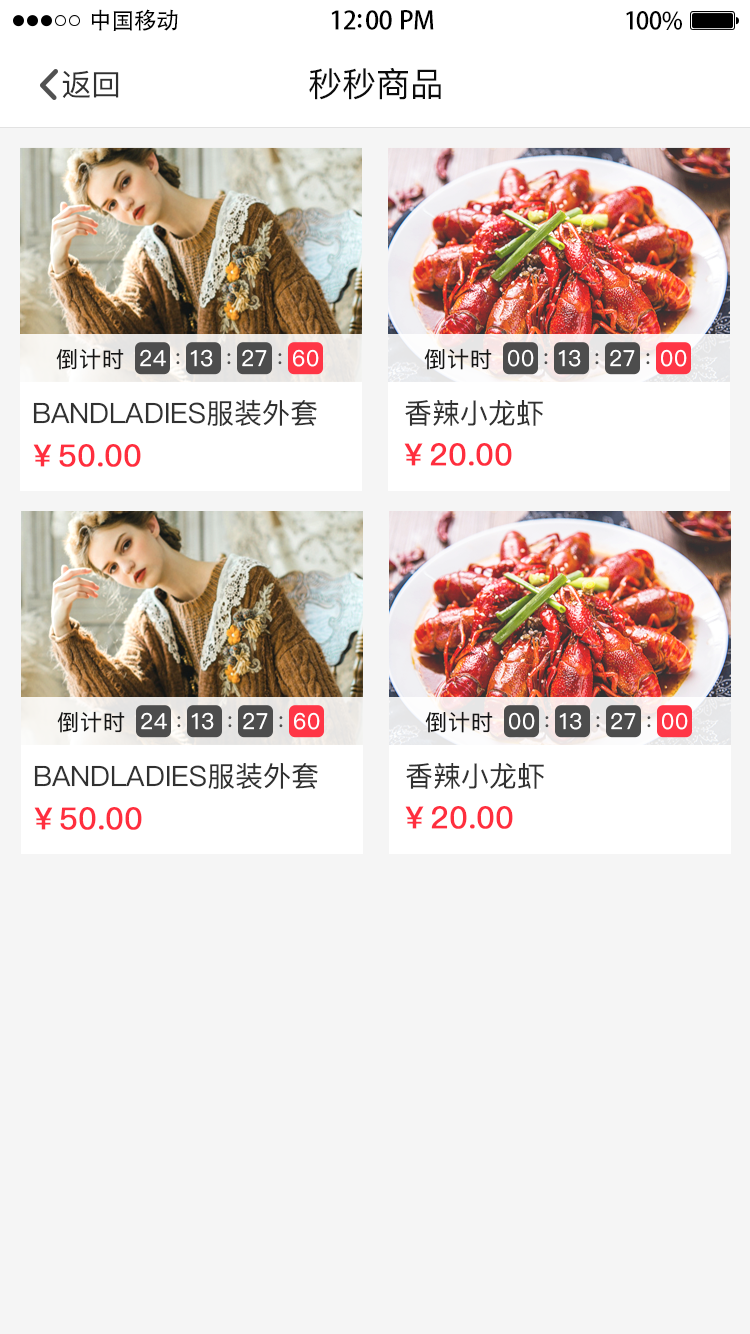 中国移动 12:00 PM 100%
返回 秒秒商品
倒计时 24 : 13 : 27 : 60
BANDLADIES服装外套
¥ 50.00
倒计时 00 : 13 : 27 : 00
香辣小龙虾
¥ 20.00
倒计时 24 : 13 : 27 : 60
BANDLADIES服装外套
¥ 50.00
倒计时 00 : 13 : 27 : 00
香辣小龙虾
¥ 20.00